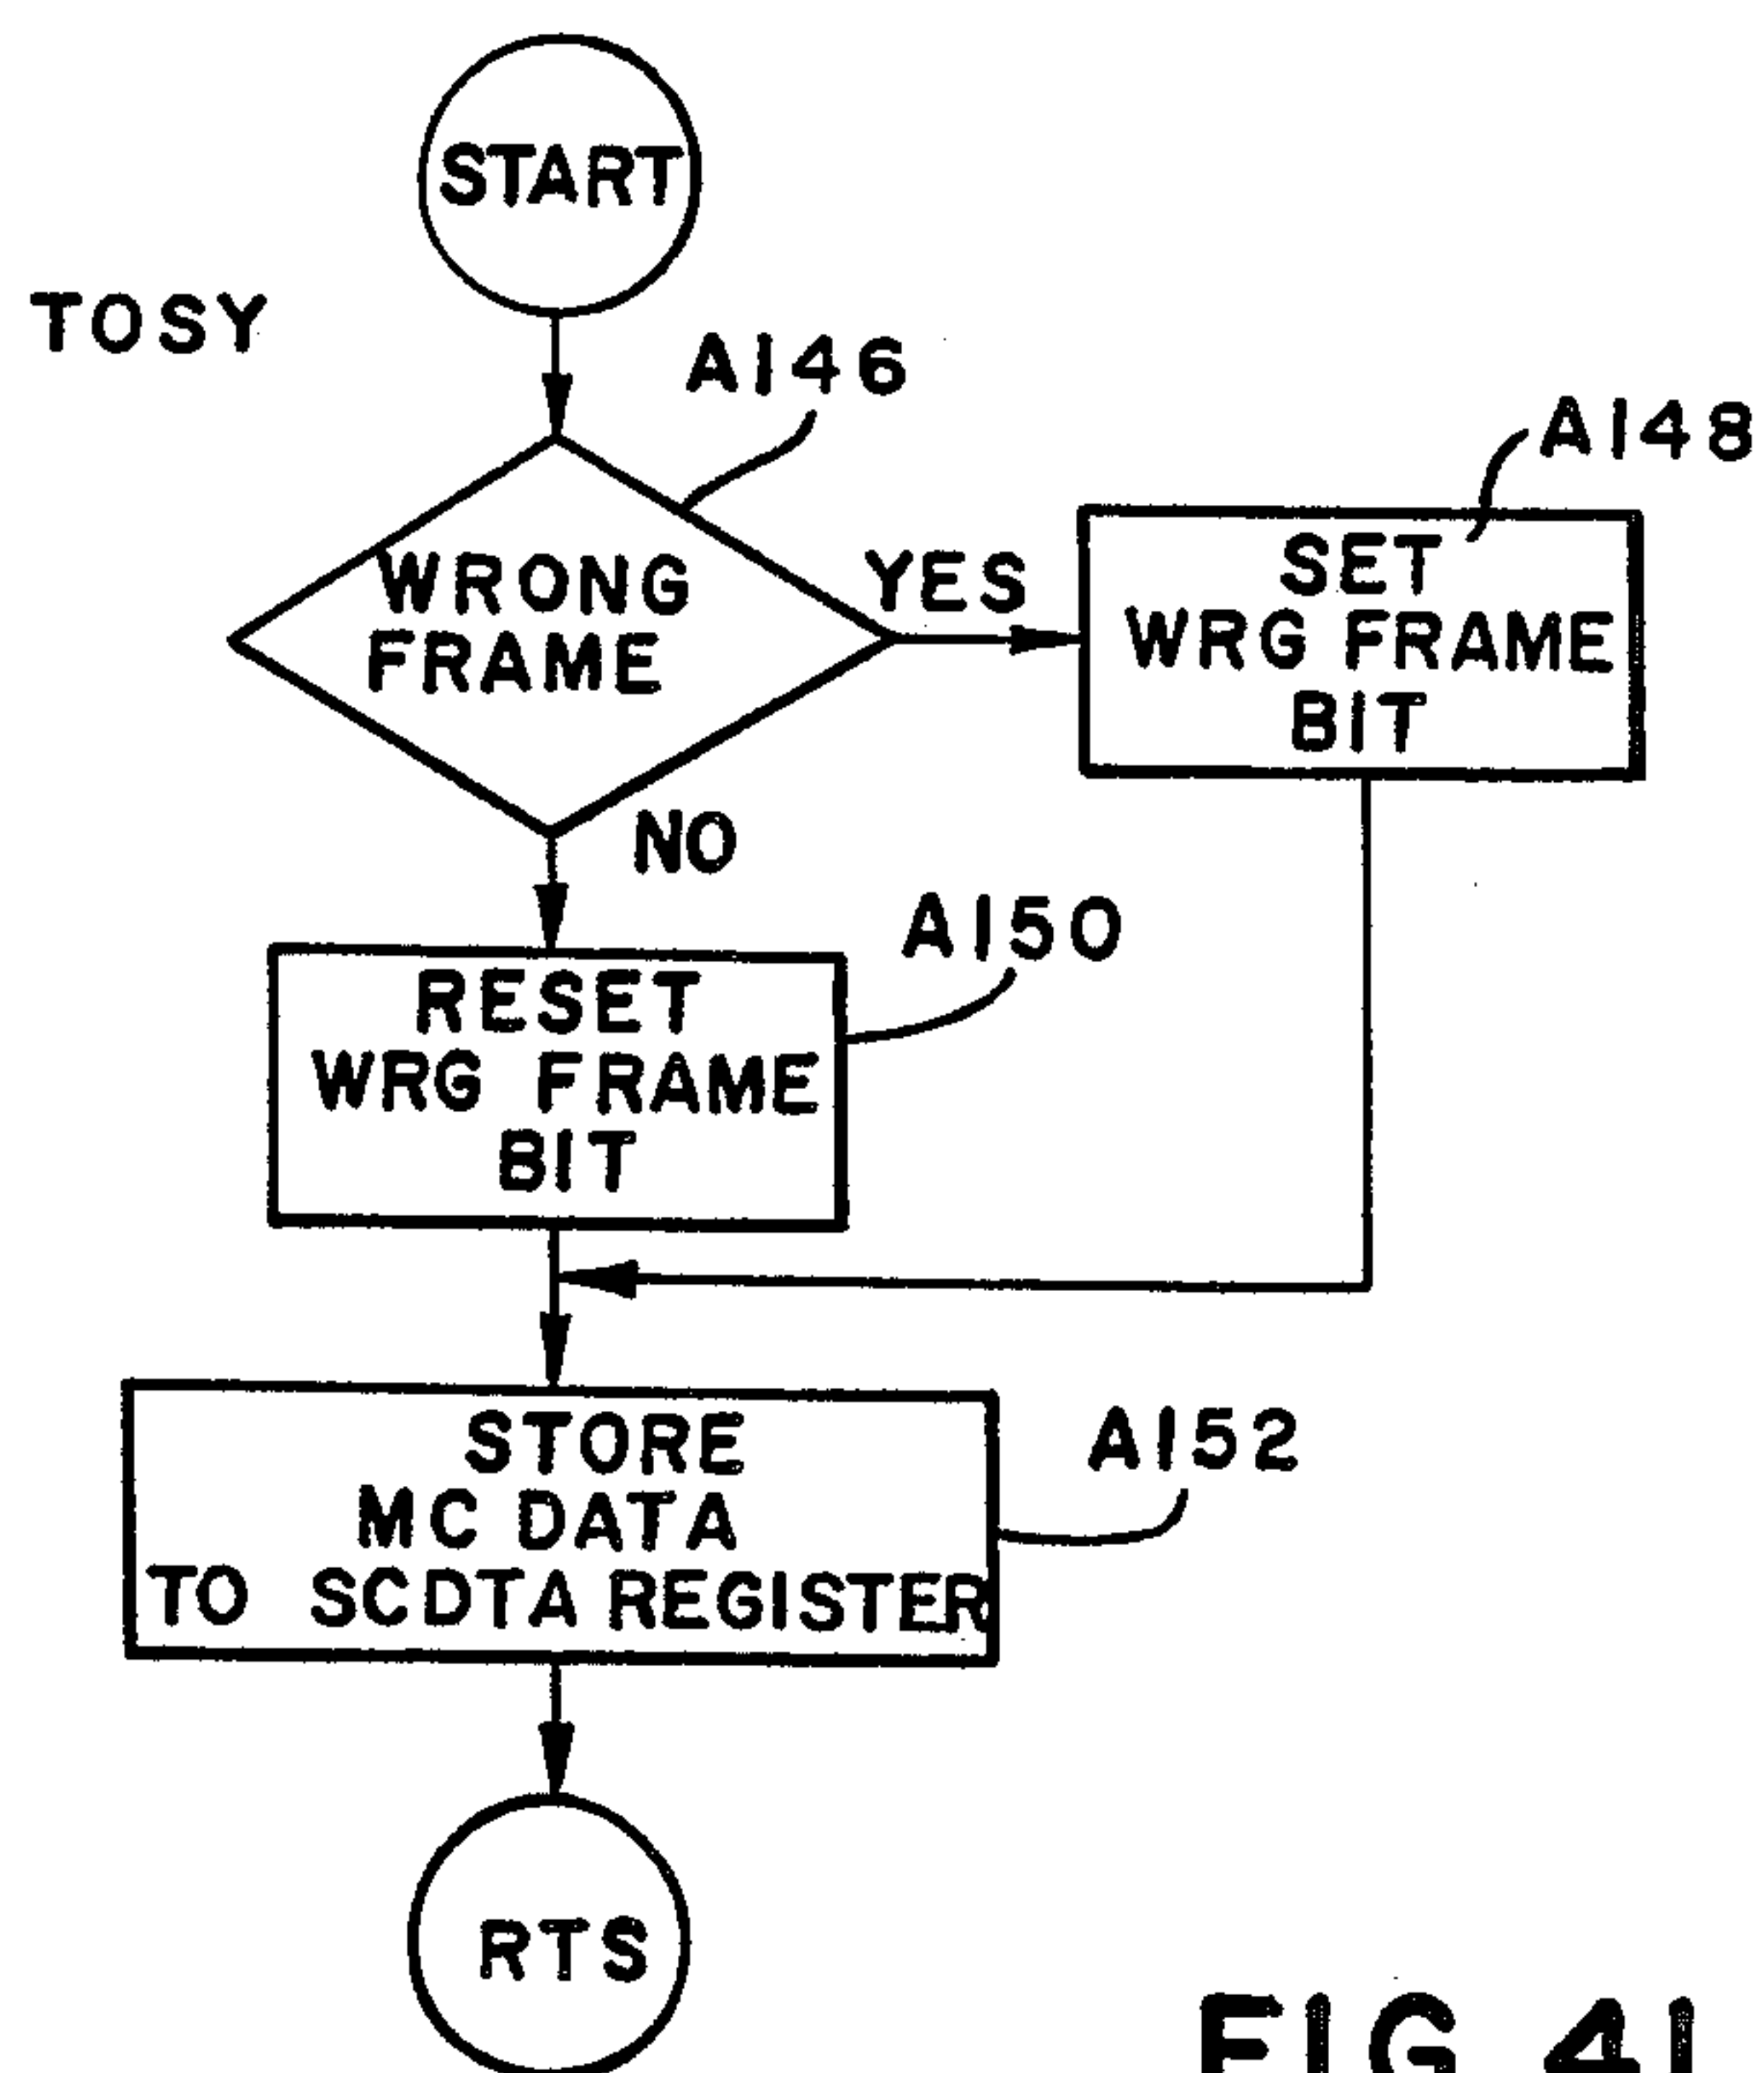 START
TOSY
A146
A148
WRONG
FRAME
YES
SET
WRG FRAME
BIT
NO
A150
RESET
WRG FRAME
BIT
STORE
MC DATA
TO SCDTA REGISTER
A152
RTS
FIG 41